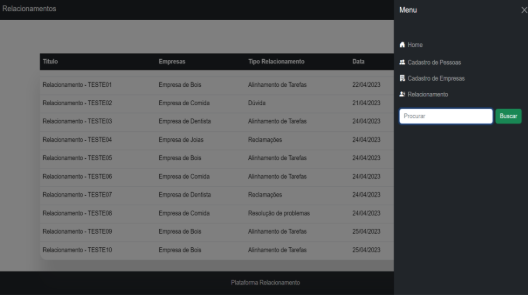 Relacionamentos
Título Empresas Tipo Relacionamento Data
Relacionamento - TESTE01 Empresa de Bois Alinhamento de Tarefas 22/04/2023
Relacionamento - TESTE02 Empresa de Comida Dúvida 21/04/2023
Relacionamento - TESTE03 Empresa de Dentista Alinhamento de Tarefas 24/04/2023
Relacionamento - TESTE04 Empresa de Joias Reclamações 24/04/2023
Relacionamento - TESTE05 Empresa de Bois Alinhamento de Tarefas 24/04/2023
Relacionamento - TESTE06 Empresa de Comida Alinhamento de Tarefas 24/04/2023
Relacionamento - TESTE07 Empresa de Dentista Reclamações 24/04/2023
Relacionamento - TESTE08 Empresa de Comida Resolução de problemas 24/04/2023
Relacionamento - TESTE09 Empresa de Bois Alinhamento de Tarefas 25/04/2023
Relacionamento - TESTE10 Empresa de Bois Alinhamento de Tarefas 25/04/2023
Plataforma Relacionamento
Menu
Home
Cadastro de Pessoas
Cadastro de Empresas
Relacionamento
Procurar Buscar